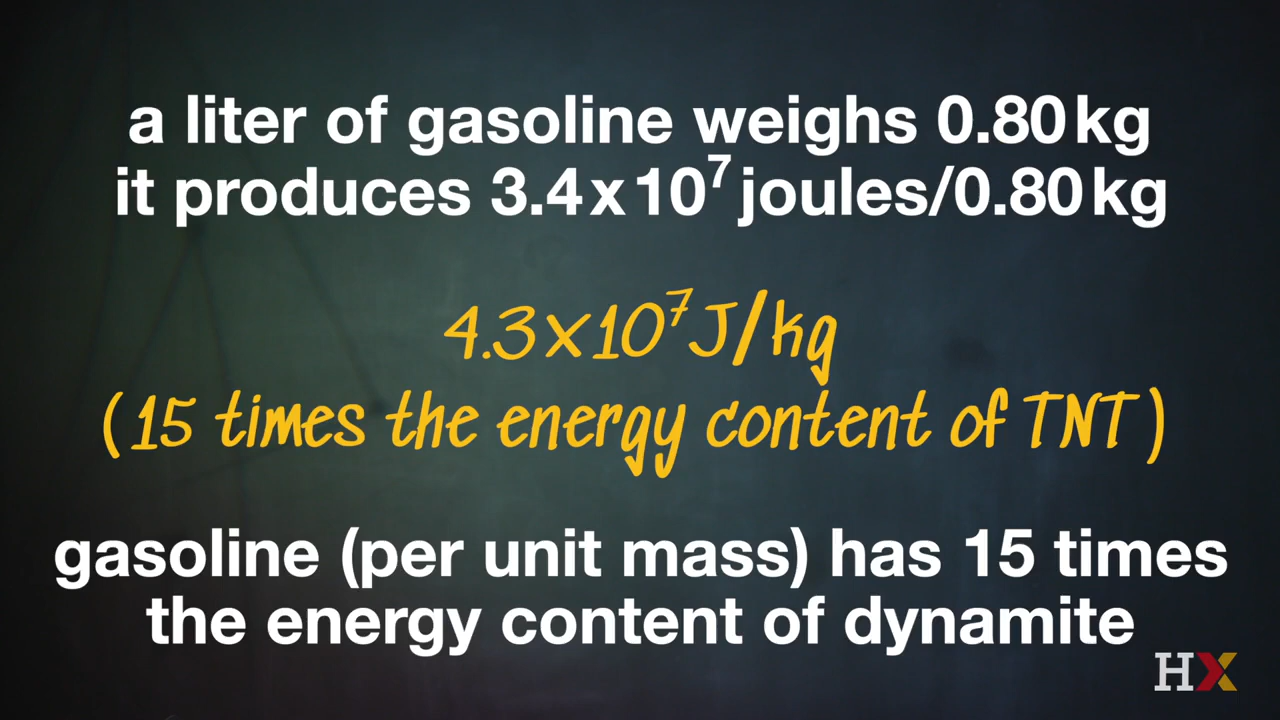 a liter of gasoline weighs 0.80 kg
it produces 3.4 x 10⁷ joules/0.80 kg
4.3 x 10⁷ J/kg
(15 times the energy content of TNT)
gasoline (per unit mass) has 15 times
the energy content of dynamite
HX